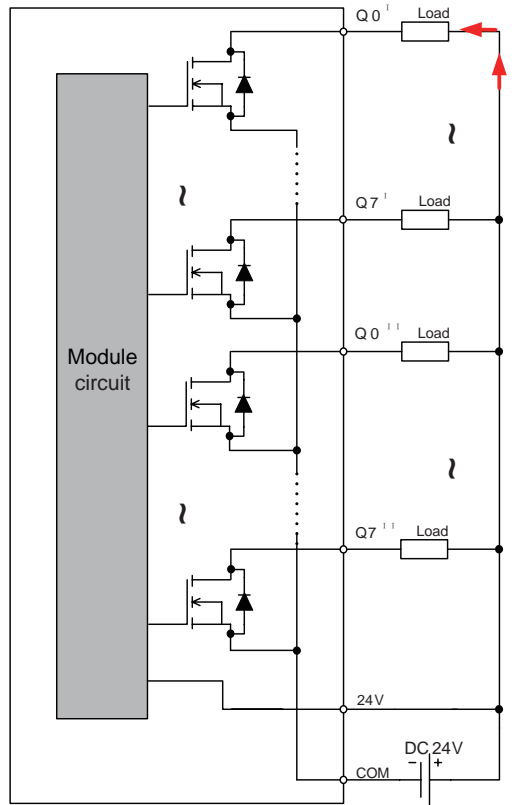 Q0 I Load
Q7 I Load
Q0 II Load
Module
circuit
Q7 II Load
24V
DC 24V
− +
COM